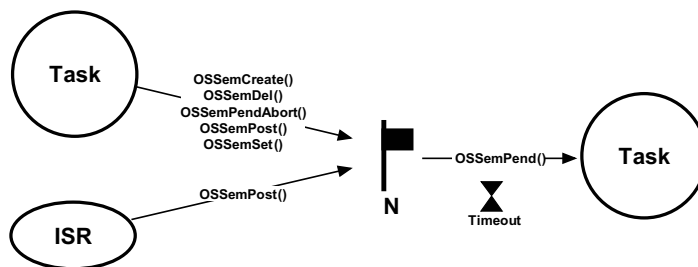 Task
OSSemCreate()
OSSemDel()
OSSemPendAbort()
OSSemPost()
OSSemSet()
OSSemPend()
Task
OSSemPost()
N
Timeout
ISR